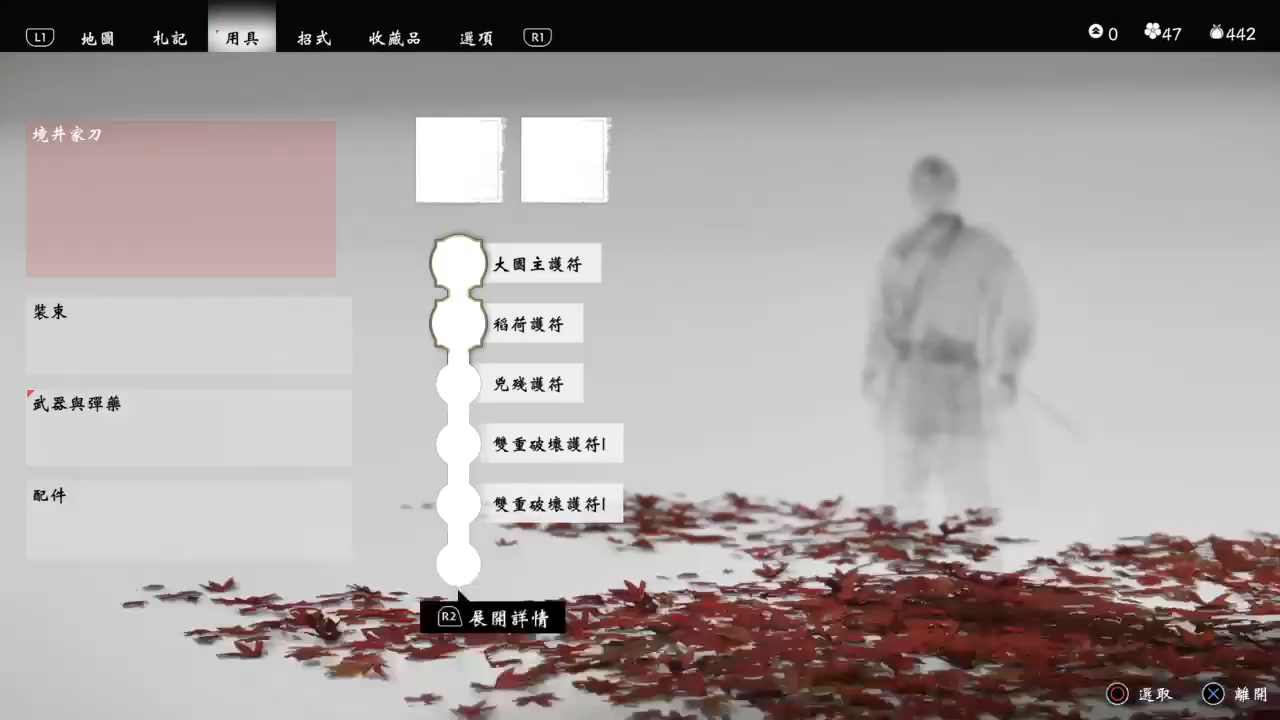 L1 地圖 札記 用具 招式 收藏品 選項 R1 0 47 442
境井家刀
裝束
武器與彈藥
配件
大國主護符
稻荷護符
兇殘護符
雙重破壞護符I
雙重破壞護符I
R2 展開詳情
選取 離開